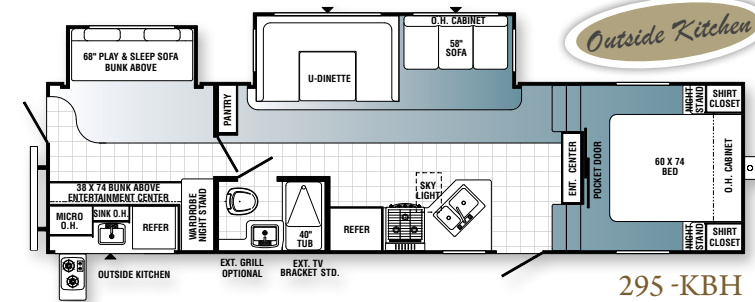 Outside Kitchen
O.H. CABINET
58"
SOFA
68" PLAY & SLEEP SOFA
BUNK ABOVE
U-DINETTE
PANTRY
NIGHT
STAND
SHIRT
CLOSET
ENT. CENTER
POCKET DOOR
60 X 74
BED
O.H. CABINET
SKY
LIGHT
38 X 74 BUNK ABOVE
ENTERTAINMENT CENTER
MICRO
O.H.
SINK O.H.
REFER
WARDROBE
NIGHT STAND
40"
TUB
REFER
NIGHT
STAND
SHIRT
CLOSET
OUTSIDE KITCHEN
EXT. GRILL
OPTIONAL
EXT. TV
BRACKET STD.
295 -KBH